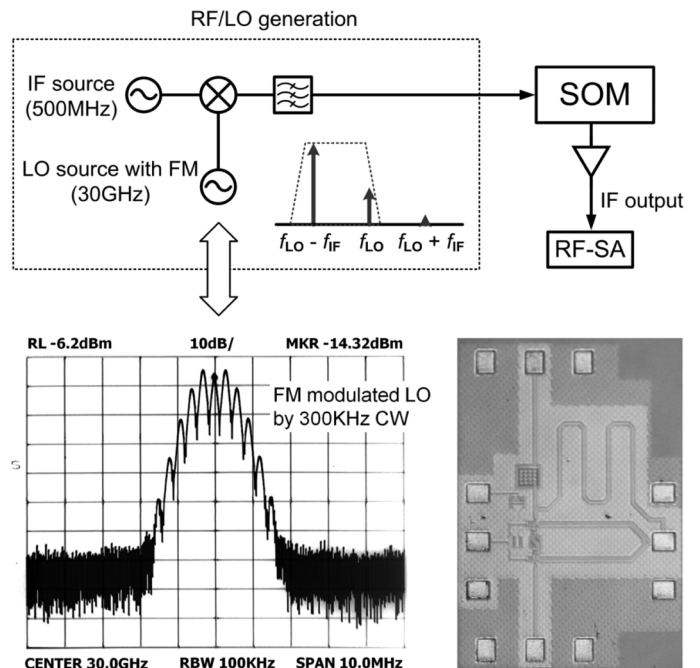 RF/LO generation
IF source
(500MHz)
SOM
LO source with FM
(30GHz)
IF output
fLO - fIF fLO fLO + fIF
RF-SA
RL -6.2dBm 10dB/ MKR -14.32dBm
FM modulated LO
by 300KHz CW
S
CENTER 30.0GHz RBW 100KHz SPAN 10.0MHz